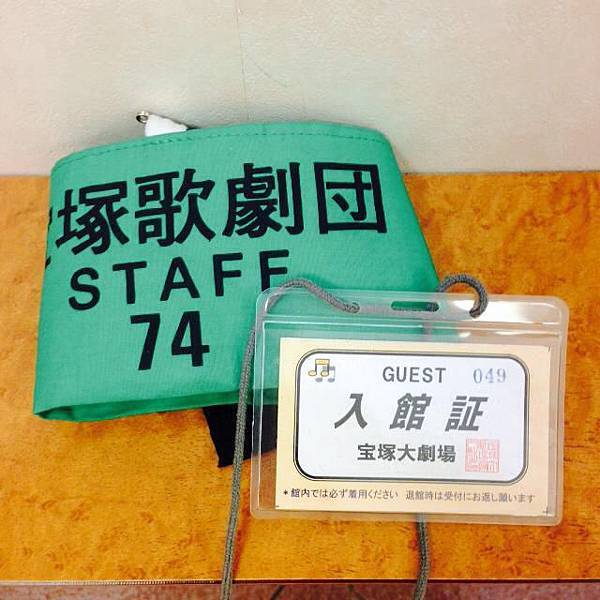 塚歌劇団
STAFF
74
GUEST 049
入館証
宝塚大劇場
*館内では必ず着用ください 退館時は受付にお返し願います